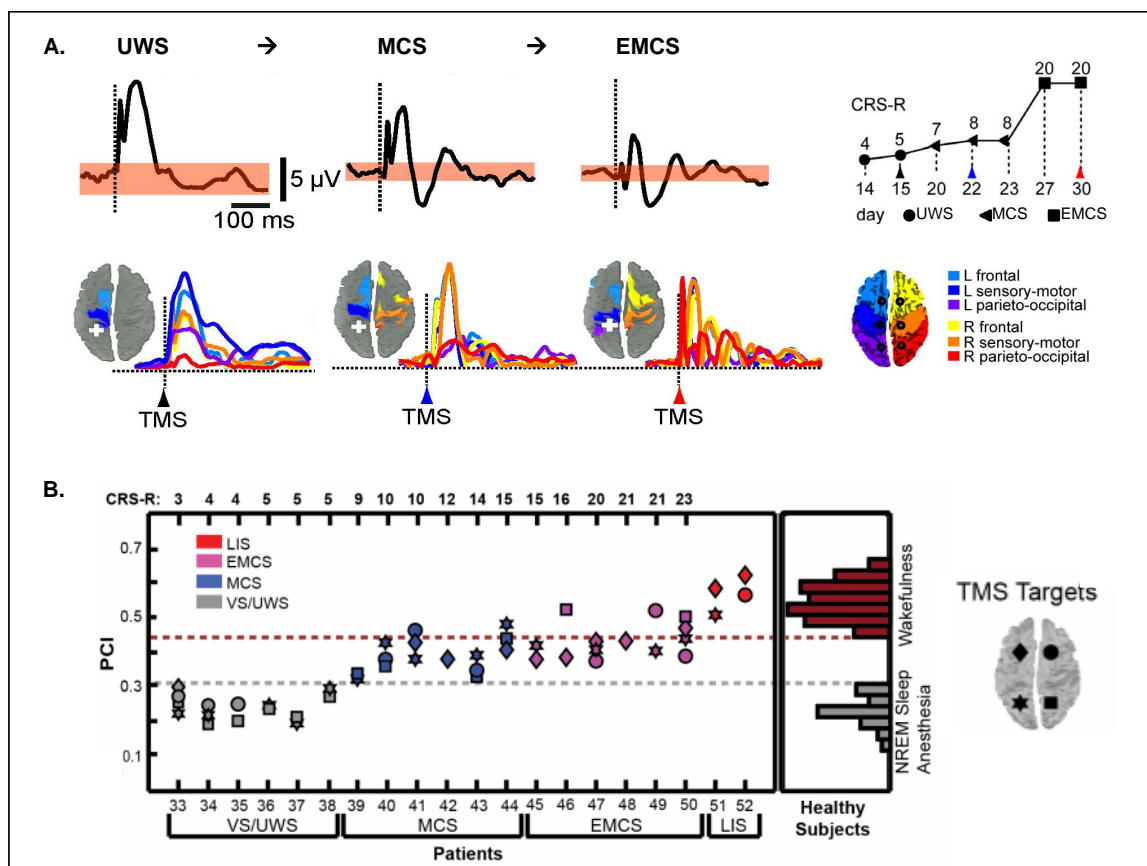 A. UWS → MCS → EMCS
5 µV
100 ms
CRS-R
4 5 7 8 8 20 20
14 15 20 22 23 27 30
day UWS MCS EMCS
L frontal
L sensory-motor
L parieto-occipital
R frontal
R sensory-motor
R parieto-occipital
TMS TMS TMS
B.
CRS-R: 3 4 4 5 5 5 9 10 10 12 14 15 15 16 20 21 21 23
PCI
0.7
0.5
0.3
0.1
LIS
EMCS
MCS
VS/UWS
33 34 35 36 37 38 39 40 41 42 43 44 45 46 47 48 49 50 51 52
VS/UWS MCS EMCS LIS
Patients
Wakefulness
NREM Sleep
Anesthesia
Healthy
Subjects
TMS Targets